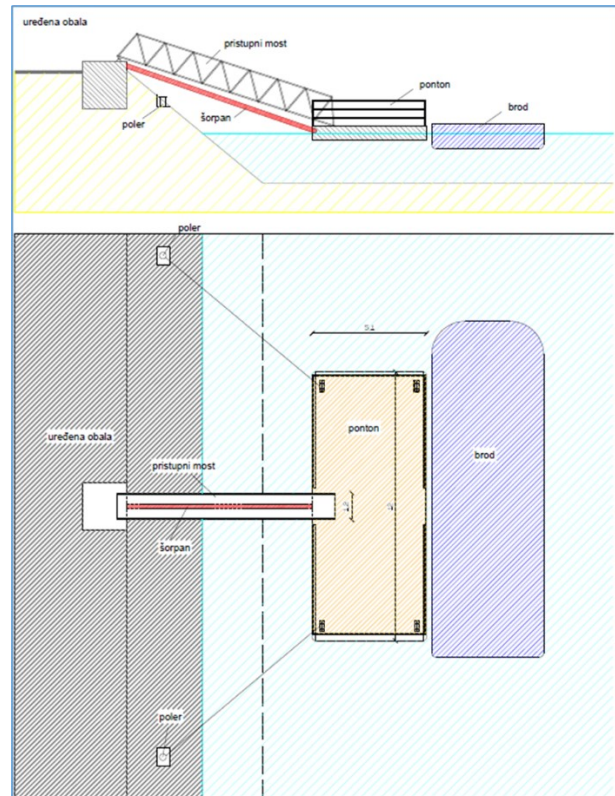 uređena obala
pristupni most
ponton
brod
poler
šorpan
poler
uređena obala
pristupni most
ponton
brod
šorpan
poler